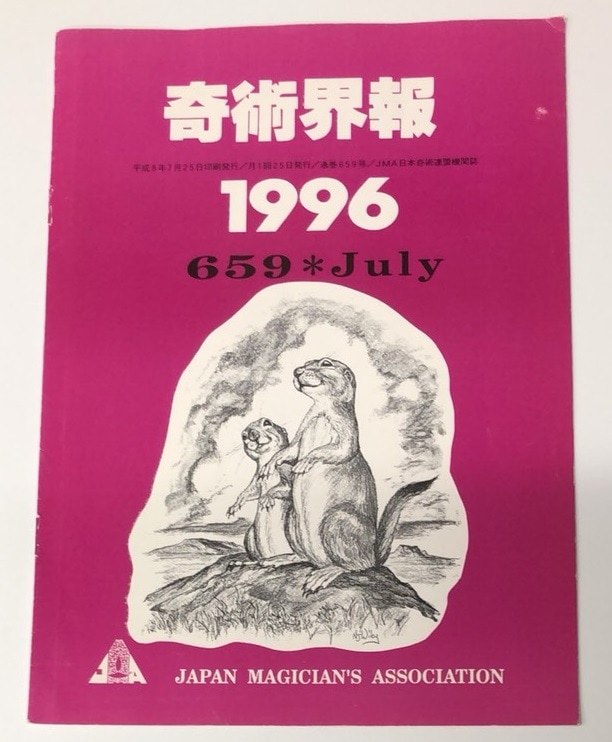 奇術界報
平成8年7月25日印刷発行／月1回25日発行／通巻659号／JMA日本奇術連盟機関誌
1996
659*July
JAPAN MAGICIAN'S ASSOCIATION